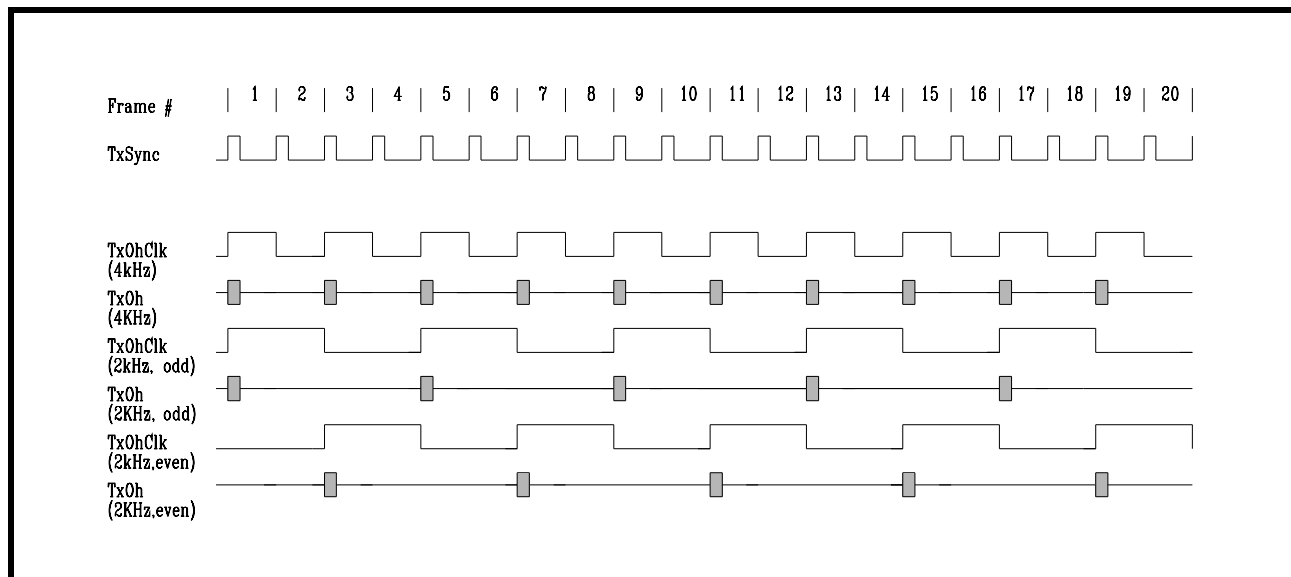 Frame # 1 2 3 4 5 6 7 8 9 10 11 12 13 14 15 16 17 18 19 20
TxSync
TxOhClk
(4kHz)
TxOh
(4KHz)
TxOhClk
(2kHz, odd)
TxOh
(2KHz, odd)
TxOhClk
(2kHz,even)
TxOh
(2KHz,even)